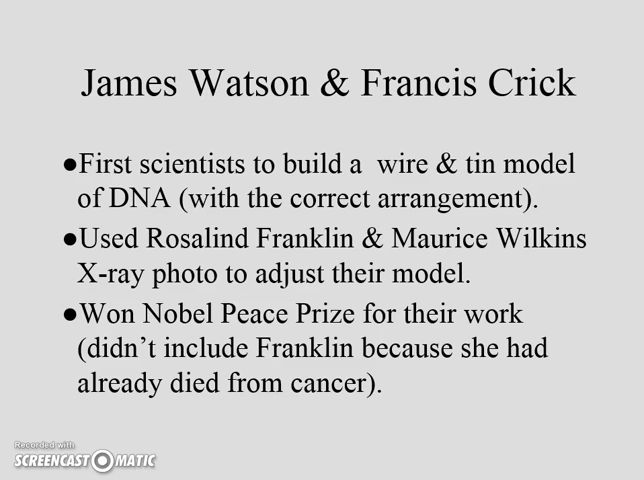 James Watson & Francis Crick
●First scientists to build a wire & tin model
of DNA (with the correct arrangement).
●Used Rosalind Franklin & Maurice Wilkins
X-ray photo to adjust their model.
●Won Nobel Peace Prize for their work
(didn't include Franklin because she had
already died from cancer).
Recorded with
SCREENCAST MATIC